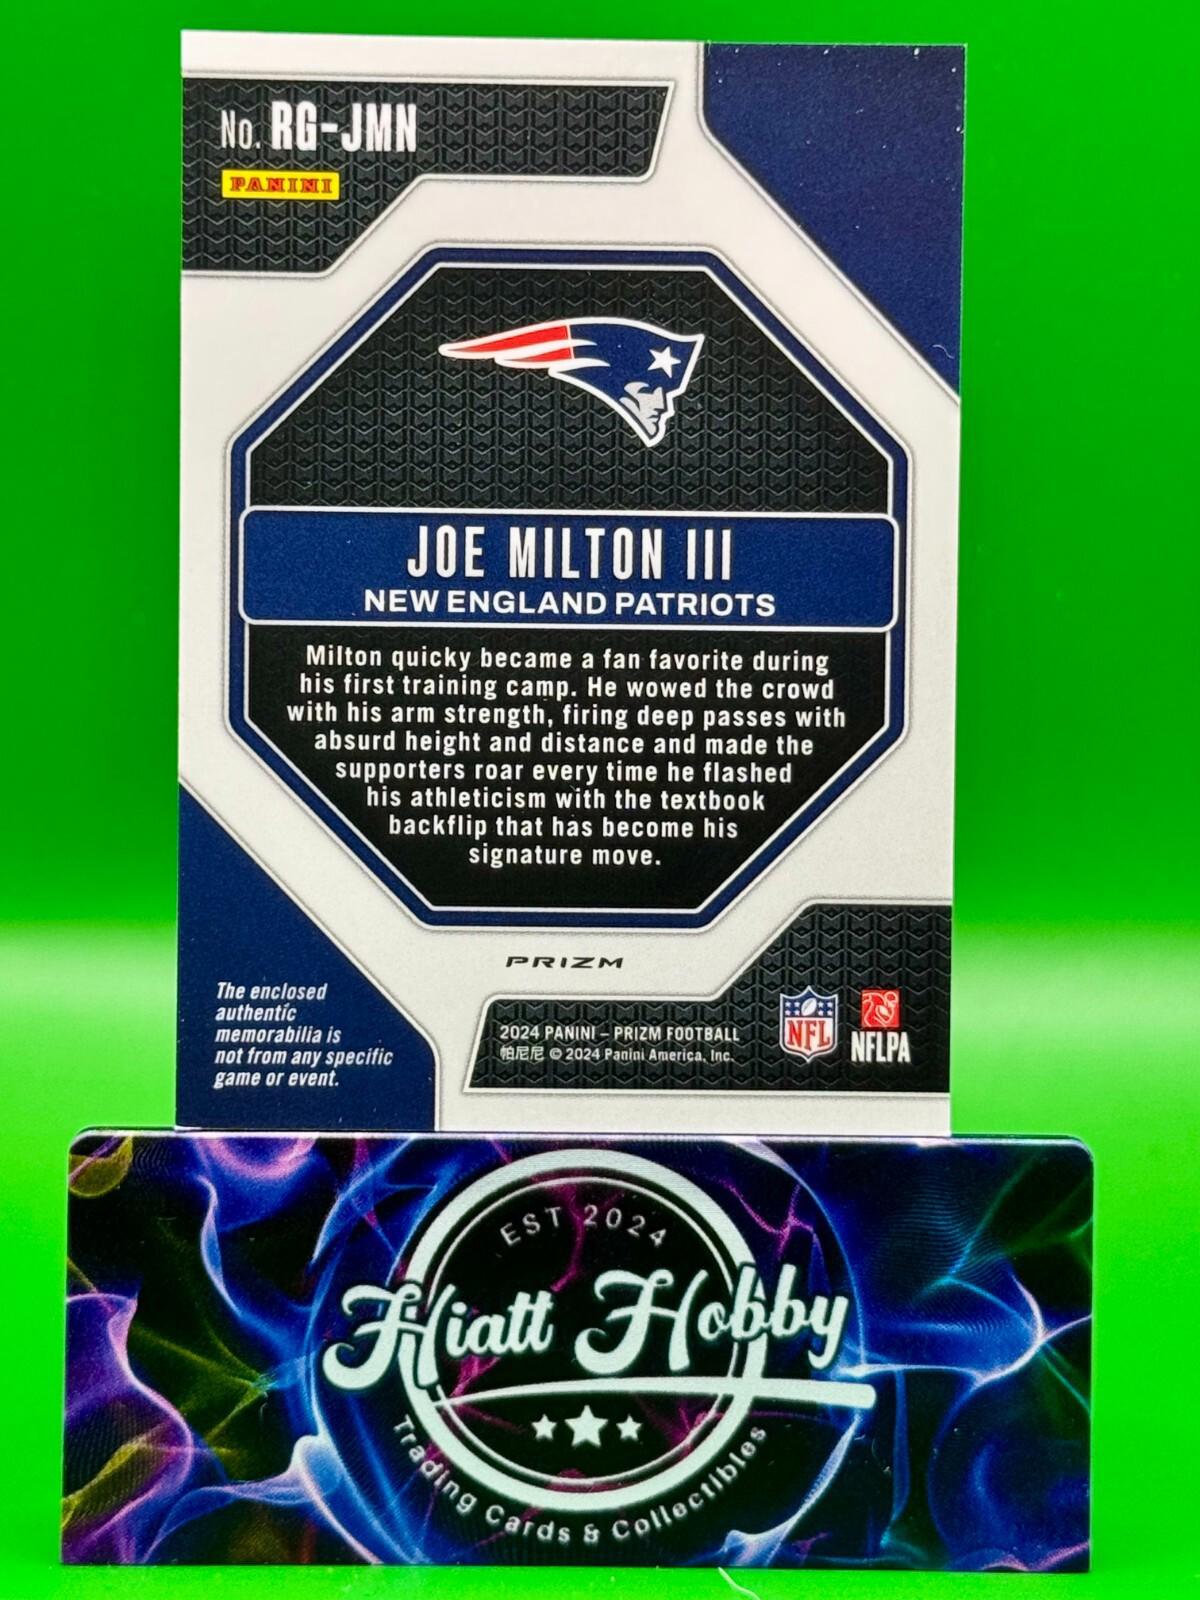 No. RG-JMN
PANINI
JOE MILTON III
NEW ENGLAND PATRIOTS
Milton quicky became a fan favorite during
his first training camp. He wowed the crowd
with his arm strength, firing deep passes with
absurd height and distance and made the
supporters roar every time he flashed
his athleticism with the textbook
backflip that has become his
signature move.
PRIZM
The enclosed
authentic
memorabilia is
not from any specific
game or event.
2024 PANINI – PRIZM FOOTBALL
帕尼尼 © 2024 Panini America, Inc.
NFL
NFLPA
EST 2024
Hiatt Hobby
Trading Cards & Collectibles